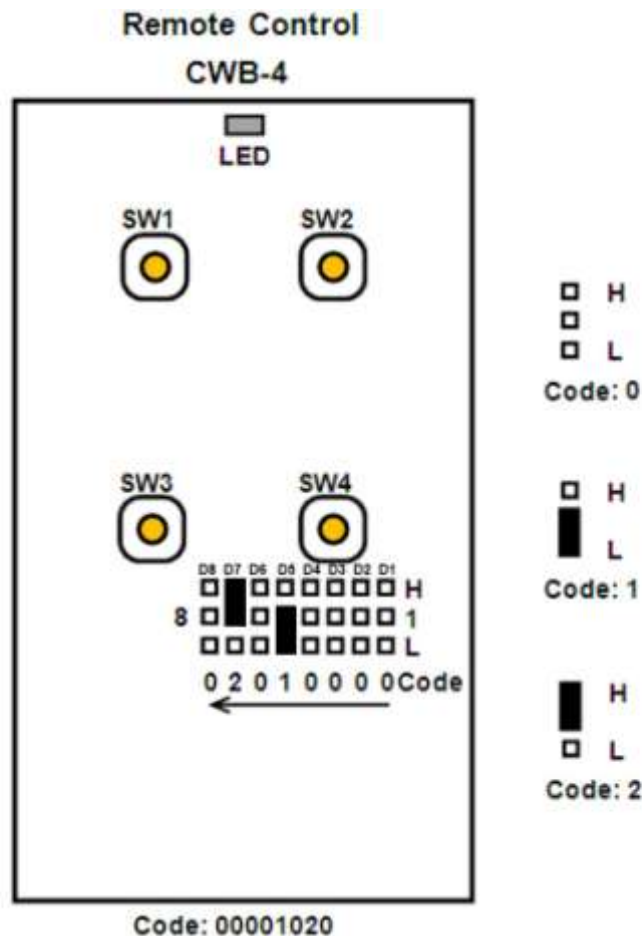 Remote Control
CWB-4
LED
SW1 SW2
H
L
Code: 0
SW3 SW4
H
L
Code: 1
D8 D7 D6 D5 D4 D3 D2 D1
H
8 1
L
0 2 0 1 0 0 0 0 Code
H
L
Code: 2
Code: 00001020